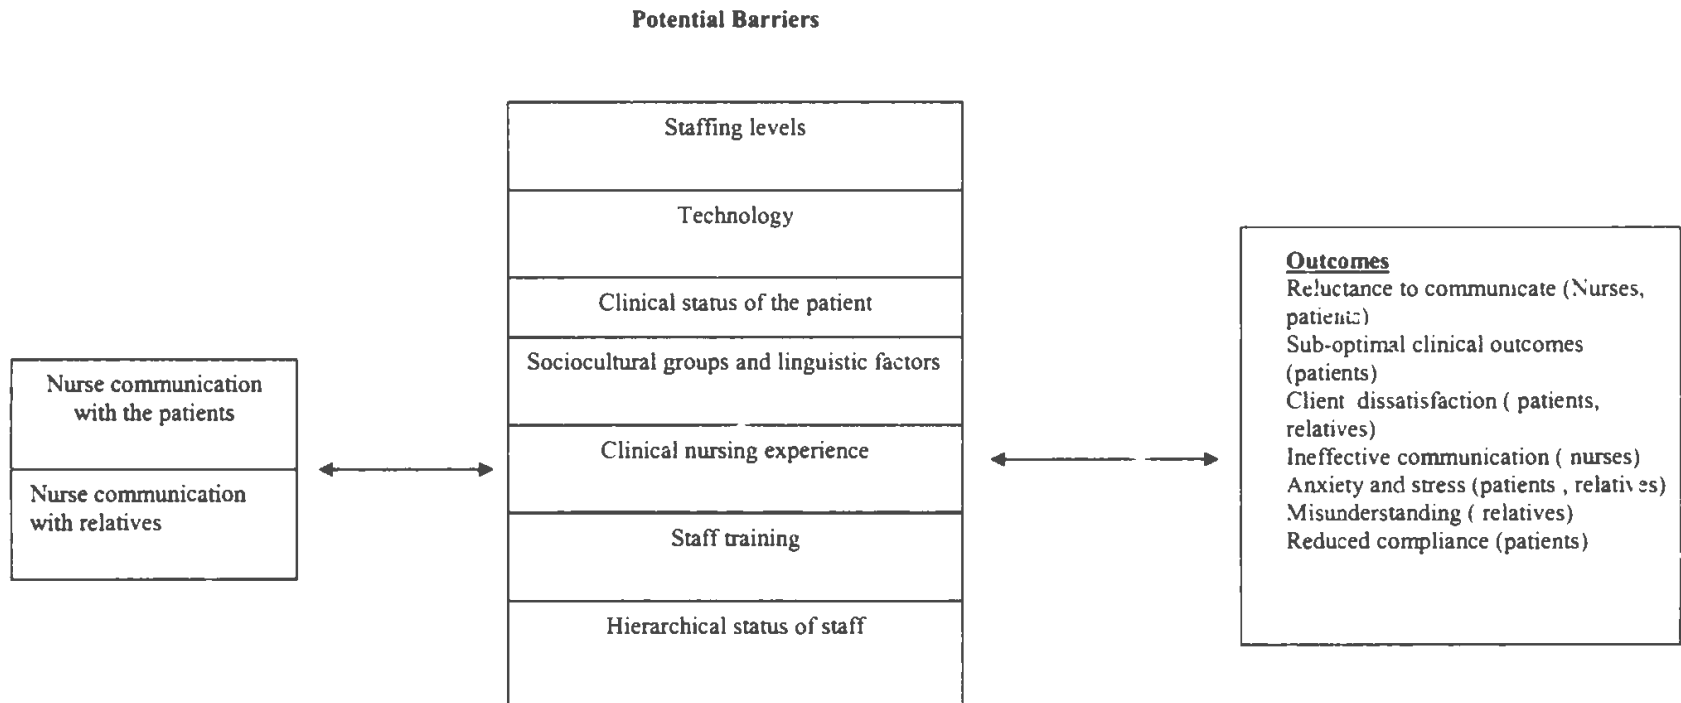 Potential Barriers
Staffing levels
Technology
Clinical status of the patient
Sociocultural groups and linguistic factors
Clinical nursing experience
Staff training
Hierarchical status of staff
Nurse communication
with the patients
Nurse communication
with relatives
Outcomes
Reluctance to communicate (Nurses,
patients)
Sub-optimal clinical outcomes
(patients)
Client dissatisfaction ( patients,
relatives)
Ineffective communication ( nurses)
Anxiety and stress (patients , relatives)
Misunderstanding ( relatives)
Reduced compliance (patients)